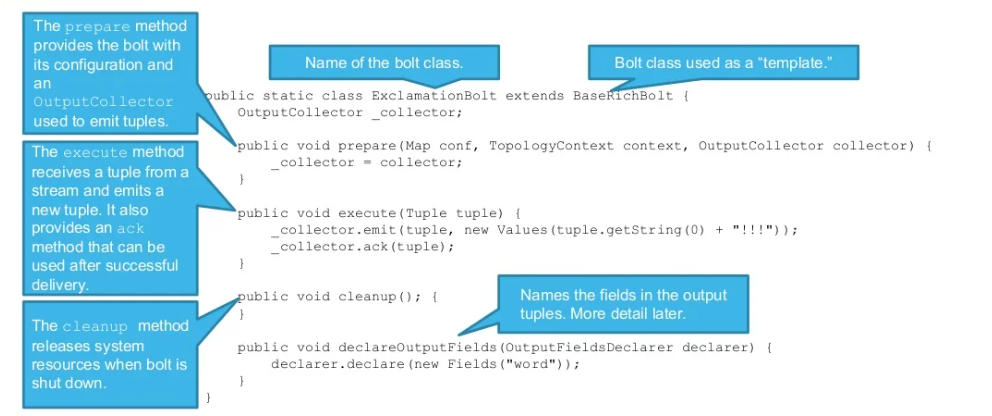 The prepare method
provides the bolt with
its configuration and
an
OutputCollector
used to emit tuples.
Name of the bolt class.
Bolt class used as a “template.”
public static class ExclamationBolt extends BaseRichBolt {
OutputCollector _collector;
public void prepare(Map conf, TopologyContext context, OutputCollector collector) {
_collector = collector;
}
The execute method
receives a tuple from a
stream and emits a
new tuple. It also
provides an ack
method that can be
used after successful
delivery.
public void execute(Tuple tuple) {
_collector.emit(tuple, new Values(tuple.getString(0) + "!!!"));
_collector.ack(tuple);
}
public void cleanup(); {
}
Names the fields in the output
tuples. More detail later.
The cleanup method
releases system
resources when bolt is
shut down.
public void declareOutputFields(OutputFieldsDeclarer declarer) {
declarer.declare(new Fields("word"));
}
}